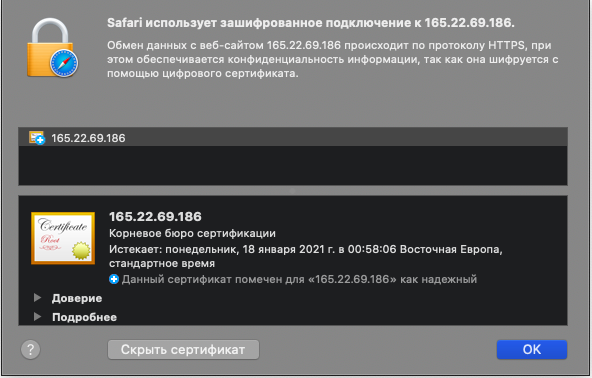 Safari использует зашифрованное подключение к 165.22.69.186.
Обмен данных с веб-сайтом 165.22.69.186 происходит по протоколу HTTPS, при
этом обеспечивается конфиденциальность информации, так как она шифруется с
помощью цифрового сертификата.
165.22.69.186
Certificate
Root
165.22.69.186
Корневое бюро сертификации
Истекает: понедельник, 18 января 2021 г. в 00:58:06 Восточная Европа,
стандартное время
Данный сертификат помечен для «165.22.69.186» как надежный
Доверие
Подробнее
?
Скрыть сертификат
OK